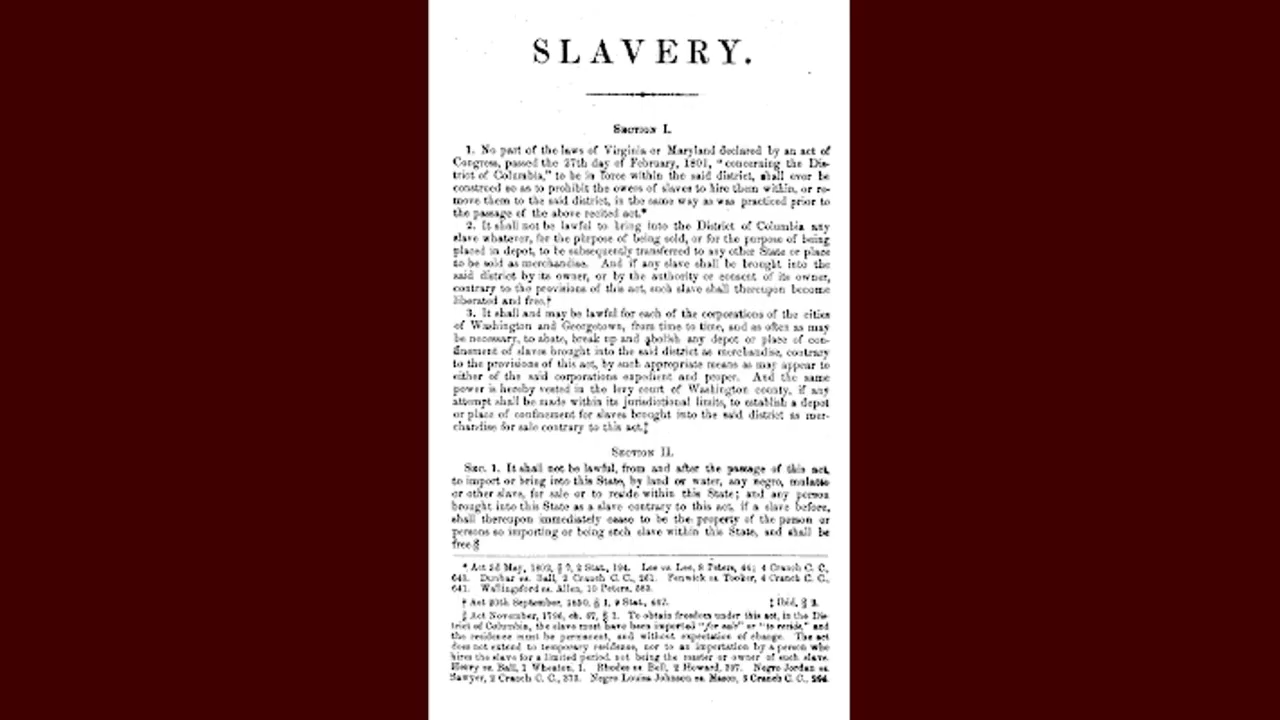 SLAVERY.
Section I.
1. No part of the laws of Virginia or Maryland declared by an act of
Congress, passed the 27th day of February, 1801, "concerning the Dis-
trict of Columbia," to be in force within the said district, shall ever be
construed so as to prohibit the owers of slaves to hire them within, or re-
move them to the said district, in the same way as was practiced prior to
the passage of the above recited act.*
2. It shall not be lawful to bring into the District of Columbia any
slave whatever, for the purpose of being sold, or for the purpose of being
placed in depot, to be subsequently transferred to any other State or place
to be sold as merchandise. And if any slave shall be brought into the
said district by its owner, or by the authority or consent of its owner,
contrary to the provisions of this act, such slave shall thereupon become
liberated and free.†
3. It shall and may be lawful for each of the corporations of the cities
of Washington and Georgetown, from time to time, and as often as may
be necessary, to abate, break up and abolish any depot or place of con-
finement of slaves brought into the said district as merchandise, contrary
to the provisions of this act, by such appropriate means as may appear to
either of the said corporations expedient and proper. And the same
power is hereby vested in the levy court of Washington county, if any
attempt shall be made within its jurisdictional limits, to establish a depot
or place of confinement for slaves brought into the said district as mer-
chandise for sale contrary to this act.‡
Section II.
Sec. 1. It shall not be lawful, from and after the passage of this act,
to import or bring into this State, by land or water, any negro, mulatto
or other slave, for sale or to reside within this State; and any person
brought into this State as a slave contrary to this act, if a slave before,
shall thereupon immediately cease to be the property of the person or
persons so importing or being such slave within this State, and shall be
free.§
* Act 3d May, 1802, § 7, 2 Stat., 194. Lee vs. Lee, 8 Peters, 44; 4 Cranch C. C.,
643. Dunbar vs. Ball, 2 Cranch C. C., 261. Fenwick vs. Tooker, 4 Cranch C. C.,
641. Wallingsford vs. Allen, 10 Peters, 583.
† Act 20th September, 1850, § 1, 9 Stat., 467. ‡ Ibid, § 2.
§ Act November, 1796, ch. 67, § 1. To obtain freedom under this act, in the Dis-
trict of Columbia, the slave must have been imported "for sale" or "to reside," and
the residence must be permanent, and without expectation of change. The act
does not extend to temporary residence, nor to an importation by a person who
hires the slave for a limited period, not being the master or owner of such slave.
Henry vs. Ball, 1 Wheaton, 1. Rhodes vs. Bell, 2 Howard, 397. Negro Jordan vs.
Sawyer, 2 Cranch C. C., 373. Negro Louisa Johnson vs. Mason, 3 Cranch C. C., 294.